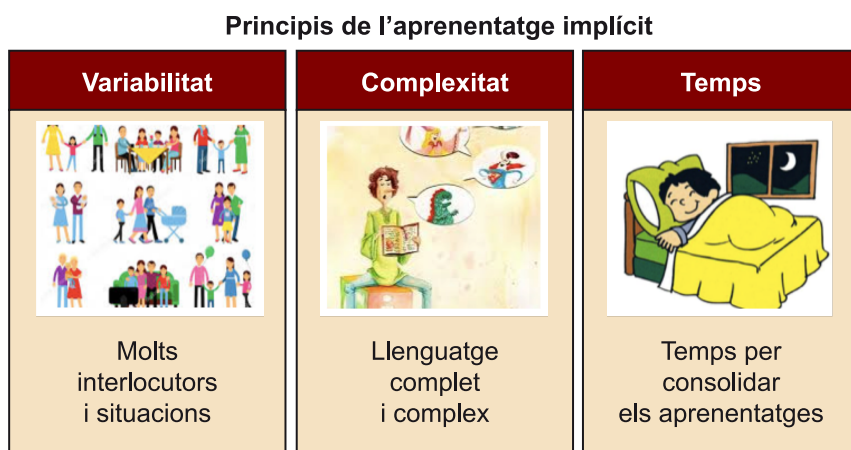 Principis de l’aprenentatge implícit
Variabilitat
Molts
interlocutors
i situacions
Complexitat
Llenguatge
complet
i complex
Temps
Temps per
consolidar
els aprenentatges